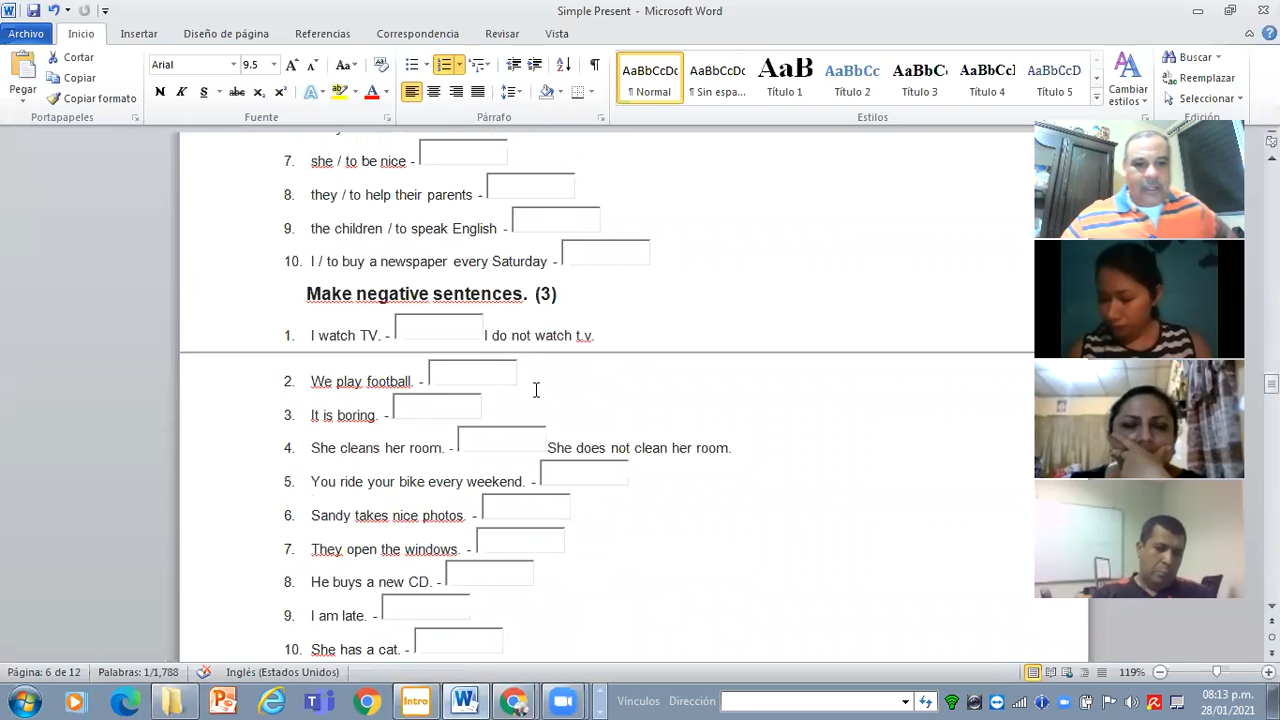 Simple Present - Microsoft Word
Archivo Inicio Insertar Diseño de página Referencias Correspondencia Revisar Vista
Cortar
Copiar
Copiar formato
Pegar
Portapapeles
Arial 9.5
Fuente
Párrafo
AaBbCcDc AaBbCcDc AaB AaBbCc AaBbCc AaBbCc AaBbCcD
¶ Normal ¶ Sin espa... Título 1 Título 2 Título 3 Título 4 Título 5
Estilos
Cambiar estilos
Buscar
Reemplazar
Seleccionar
Edición
7. she / to be nice -
8. they / to help their parents -
9. the children / to speak English -
10. I / to buy a newspaper every Saturday -
Make negative sentences. (3)
1. I watch TV. - I do not watch t.v.
2. We play football. -
3. It is boring. -
4. She cleans her room. - She does not clean her room.
5. You ride your bike every weekend. -
6. Sandy takes nice photos. -
7. They open the windows. -
8. He buys a new CD. -
9. I am late. -
10. She has a cat. -
Página: 6 de 12 Palabras: 1/1,788 Inglés (Estados Unidos) 119%
Intro Vínculos Dirección
08:13 p.m.
28/01/2021